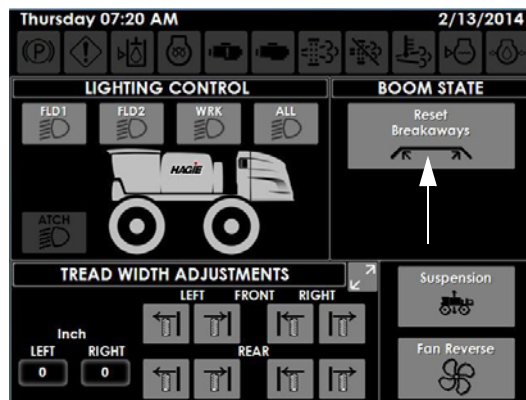 Thursday 07:20 AM 2/13/2014
(P)
LIGHTING CONTROL
FLD1 FLD2 WRK ALL
HAGIE
ATCH
BOOM STATE
Reset
Breakaways
TREAD WIDTH ADJUSTMENTS
LEFT FRONT RIGHT
Inch
LEFT RIGHT
REAR
0 0
Suspension
Fan Reverse